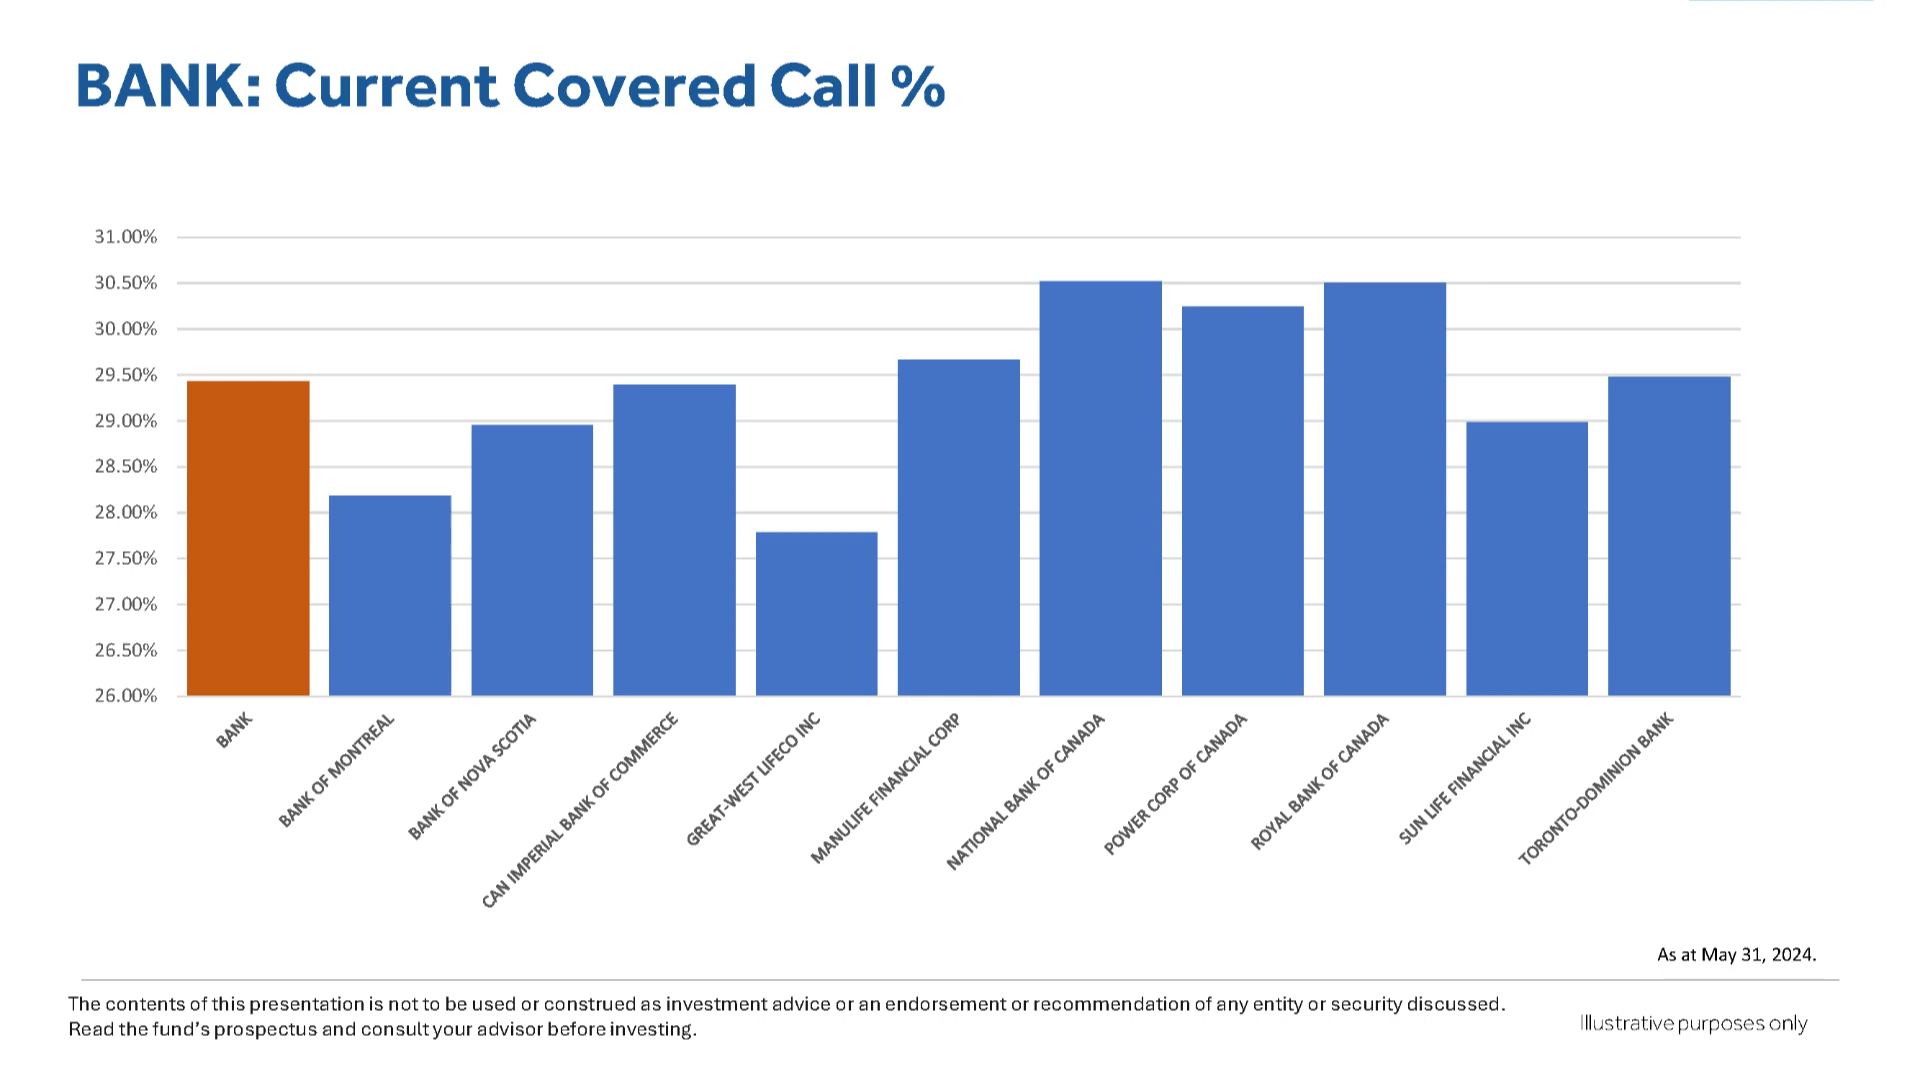 BANK: Current Covered Call %
31.00%
30.50%
30.00%
29.50%
29.00%
28.50%
28.00%
27.50%
27.00%
26.50%
26.00%
BANK
BANK OF MONTREAL
BANK OF NOVA SCOTIA
CAN IMPERIAL BANK OF COMMERCE
GREAT-WEST LIFECO INC
MANULIFE FINANCIAL CORP
NATIONAL BANK OF CANADA
POWER CORP OF CANADA
ROYAL BANK OF CANADA
SUN LIFE FINANCIAL INC
TORONTO-DOMINION BANK
As at May 31, 2024.
The contents of this presentation is not to be used or construed as investment advice or an endorsement or recommendation of any entity or security discussed.
Read the fund’s prospectus and consult your advisor before investing.
Illustrative purposes only